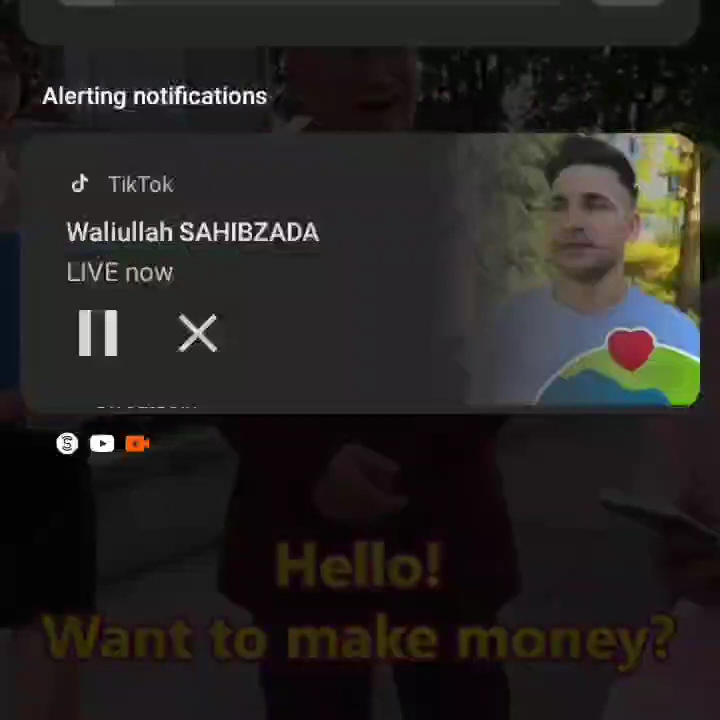 Alerting notifications
TikTok
Waliullah SAHIBZADA
LIVE now
Hello!
Want to make money?